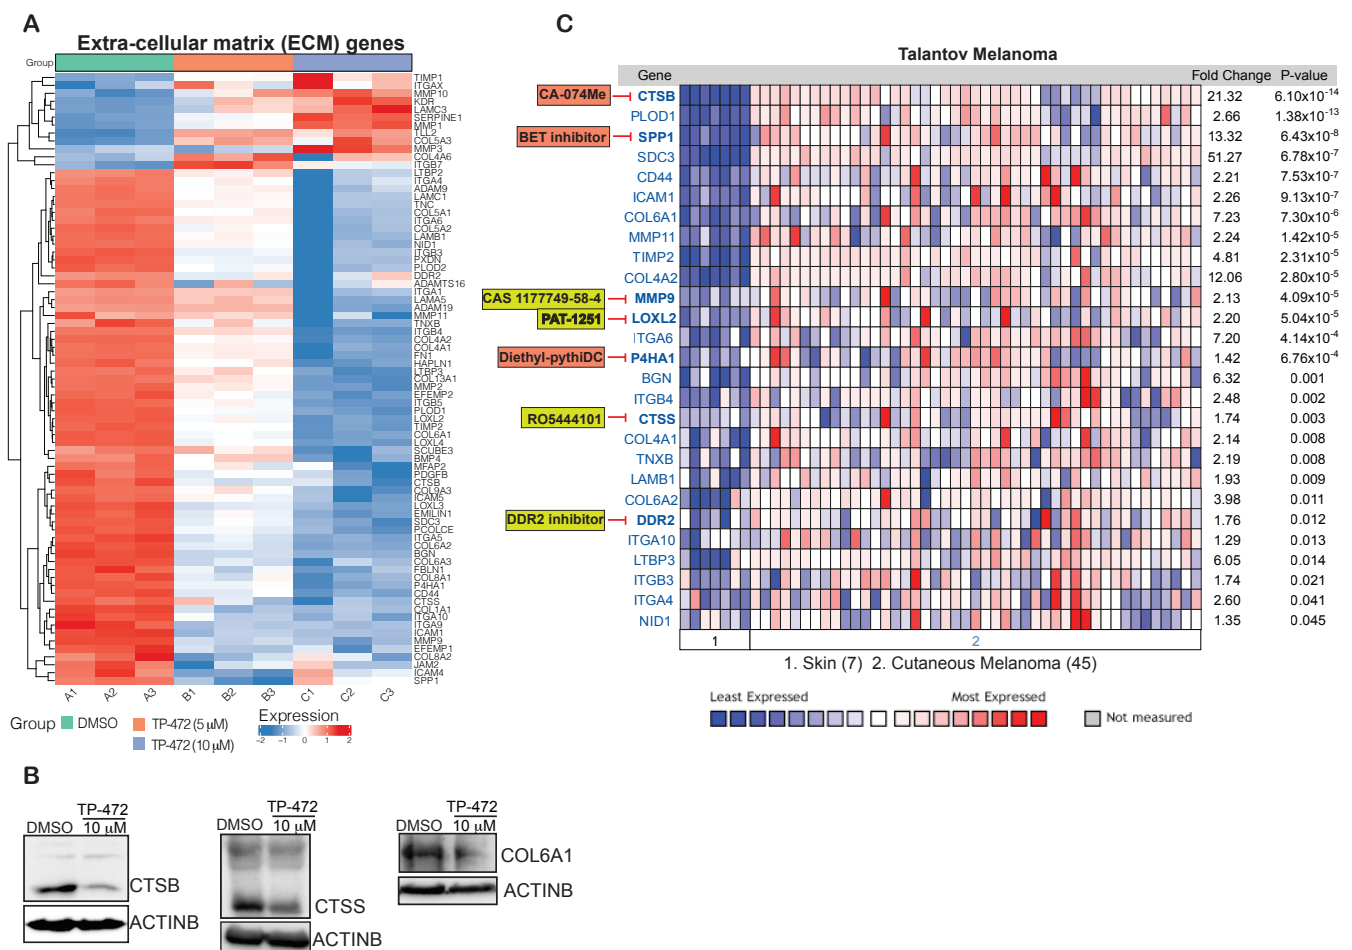 A
Extra-cellular matrix (ECM) genes
Group
TIMP1
ITGAX
MMP10
KDR
LAMC3
SERPINE1
MMP1
COL5A3
MMP3
COL4A6
ITGB7
LTBP2
ITGA4
ADAM9
LAMC1
TNC
COL5A1
ITGA6
COL5A2
LAMB1
NID1
ITGB3
PXDN
PLOD2
DDR2
ADAMTS16
ITGA1
LAMA5
ADAM19
MMP11
TNXB
ITGB4
COL4A2
COL4A1
FN1
HAPLN1
LTBP3
COL13A1
MMP2
EFEMP2
ITGB5
PLOD1
LOXL2
TIMP2
COL6A1
LOXL4
SCUBE3
BMP4
MFAP2
PDGFB
CTSB
COL9A3
ICAM5
LOXL3
EMILIN1
SDC3
PCOLCE
ITGA5
COL6A2
BGN
COL6A3
FBLN1
COL8A1
P4HA1
CD44
CTSS
COL1A1
ITGA10
ITGA9
ICAM1
MMP9
EFEMP1
COL8A2
JAM2
ICAM4
SPP1
A1 A2 A3 B1 B2 B3 C1 C2 C3
Group DMSO TP-472 (5 μM)
TP-472 (10 μM)
Expression
-2 -1 0 1 2
B
DMSO TP-472 10 μM
CTSB
ACTINB
DMSO TP-472 10 μM
CTSS
ACTINB
DMSO TP-472 10 μM
COL6A1
ACTINB
C
Talantov Melanoma
Gene Fold Change P-value
CA-074Me CTSB 21.32 6.10x10⁻¹⁴
PLOD1 2.66 1.38x10⁻¹³
BET inhibitor SPP1 13.32 6.43x10⁻⁸
SDC3 51.27 6.78x10⁻⁷
CD44 2.21 7.53x10⁻⁷
ICAM1 2.26 9.13x10⁻⁷
COL6A1 7.23 7.30x10⁻⁶
MMP11 2.24 1.42x10⁻⁵
TIMP2 4.81 2.31x10⁻⁵
COL4A2 12.06 2.80x10⁻⁵
CAS 1177749-58-4 MMP9 2.13 4.09x10⁻⁵
PAT-1251 LOXL2 2.20 5.04x10⁻⁵
ITGA6 7.20 4.14x10⁻⁴
Diethyl-pythiDC P4HA1 1.42 6.76x10⁻⁴
BGN 6.32 0.001
ITGB4 2.48 0.002
RO5444101 CTSS 1.74 0.003
COL4A1 2.14 0.008
TNXB 2.19 0.008
LAMB1 1.93 0.009
COL6A2 3.98 0.011
DDR2 inhibitor DDR2 1.76 0.012
ITGA10 1.29 0.013
LTBP3 6.05 0.014
ITGB3 1.74 0.021
ITGA4 2.60 0.041
NID1 1.35 0.045
1 2
1. Skin (7) 2. Cutaneous Melanoma (45)
Least Expressed Most Expressed
Not measured